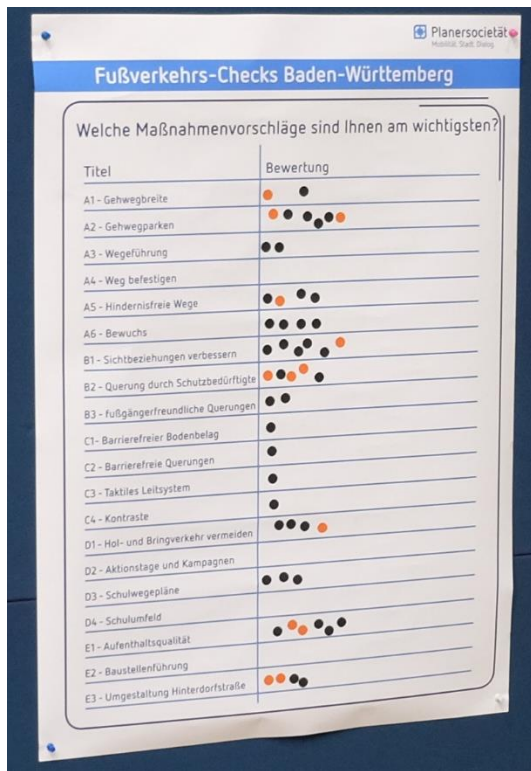 Planersocietät
Mobilität. Stadt. Dialog.
Fußverkehrs-Checks Baden-Württemberg
Welche Maßnahmenvorschläge sind Ihnen am wichtigsten?
Titel Bewertung
A1 - Gehwegbreite
A2 - Gehwegparken
A3 - Wegeführung
A4 - Weg befestigen
A5 - Hindernisfreie Wege
A6 - Bewuchs
B1 - Sichtbeziehungen verbessern
B2 - Querung durch Schutzbedürftigte
B3 - fußgängerfreundliche Querungen
C1- Barrierefreier Bodenbelag
C2 - Barrierefreie Querungen
C3 - Taktiles Leitsystem
C4 - Kontraste
D1 - Hol- und Bringverkehr vermeiden
D2 - Aktionstage und Kampagnen
D3 - Schulwegepläne
D4 - Schulumfeld
E1 - Aufenthaltsqualität
E2 - Baustellenführung
E3 - Umgestaltung Hinterdorfstraße